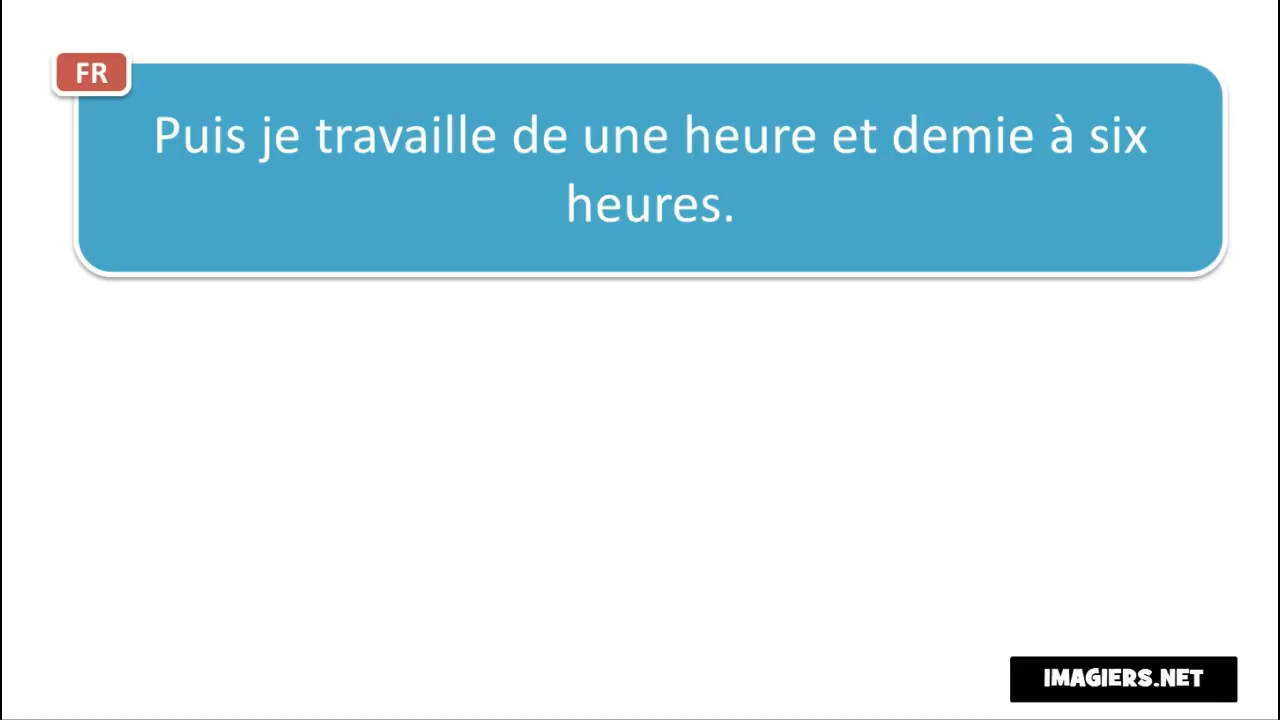 FR
Puis je travaille de une heure et demie à six
heures.
IMAGIERS.NET